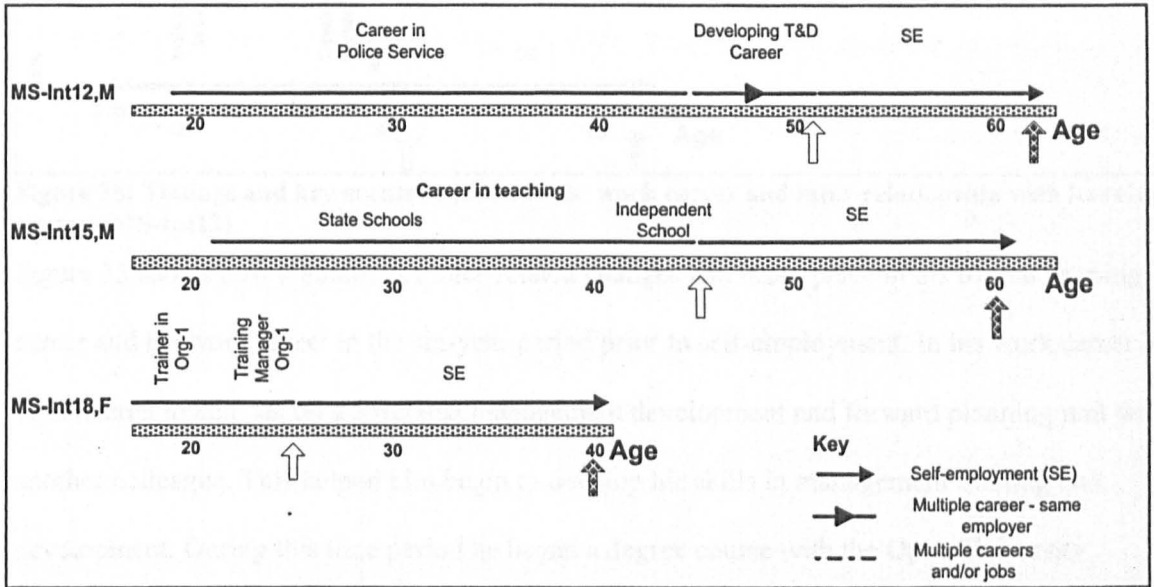 Career in
Police Service
Developing T&D
Career
SE
MS-Int12,M
20 30 40 50 60 Age
Career in teaching
State Schools
Independent
School
SE
MS-Int15,M
20 30 40 50 60 Age
Trainer in
Org-1
Training
Manager
Org-1
SE
MS-Int18,F
20 30 40 Age
Key
Self-employment (SE)
Multiple career - same
employer
Multiple careers
and/or jobs